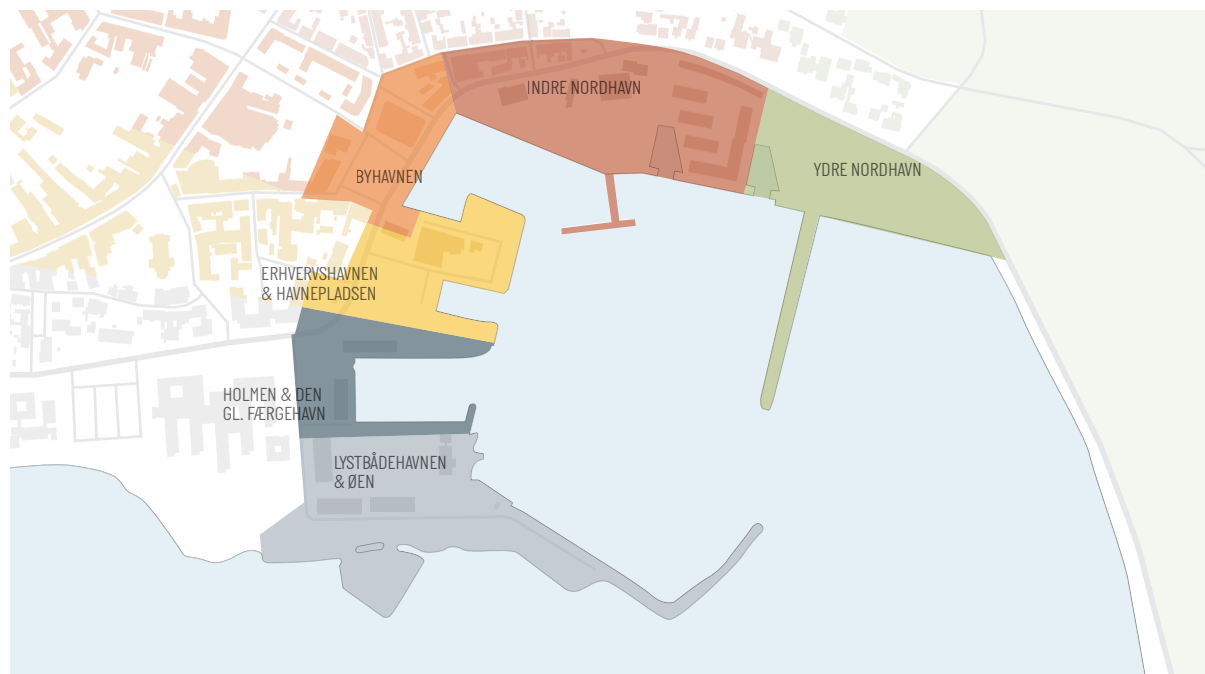 INDRE NORDHAVN
YDRE NORDHAVN
BYHAVNEN
ERHVERVSHAVNEN
& HAVNEPLADSEN
HOLMEN & DEN
GL. FÆRGEHAVN
LYSTBÅDEHAVNEN
& ØEN